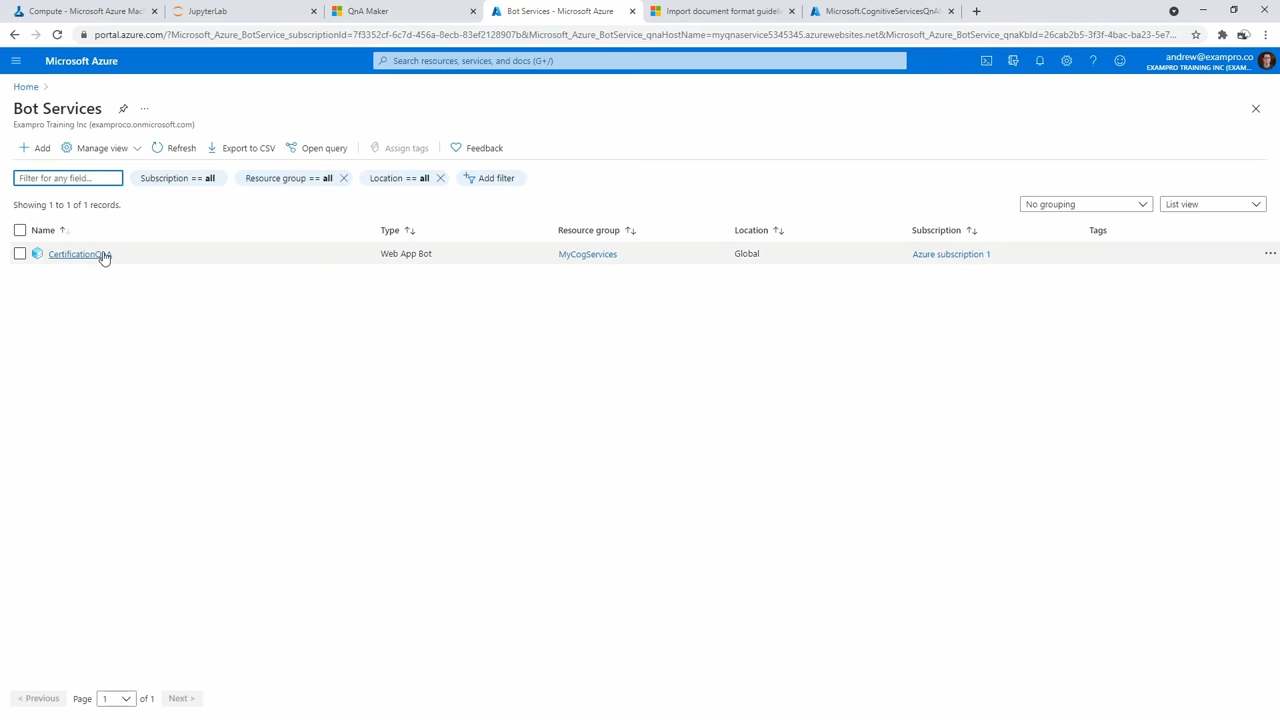 Compute - Microsoft Azure Mac
JupyterLab
QnA Maker
Bot Services - Microsoft Azure
Import document format guideline
Microsoft.CognitiveServicesQnAM
portal.azure.com/?Microsoft_Azure_BotService_subscriptionId=7f3352cf-6c7d-456a-8ecb-83ef2128907b&Microsoft_Azure_BotService_qnaHostName=myqnaservice5345345.azurewebsites.net&Microsoft_Azure_BotService_qnaKbId=26cab2b5-3f3f-4bac-ba23-5e7...
Microsoft Azure
Search resources, services, and docs (G+/)
andrew@exampro.co
EXAMPRO TRAINING INC (EXAM...
Home >
Bot Services
Exampro Training Inc (examproco.onmicrosoft.com)
Add
Manage view
Refresh
Export to CSV
Open query
Assign tags
Feedback
Filter for any field...
Subscription == all
Resource group == all
Location == all
Add filter
Showing 1 to 1 of 1 records.
No grouping
List view
Name
Type
Resource group
Location
Subscription
Tags
Web App Bot
MyCogServices
Global
Azure subscription 1
< Previous
Page
1
of 1
Next >